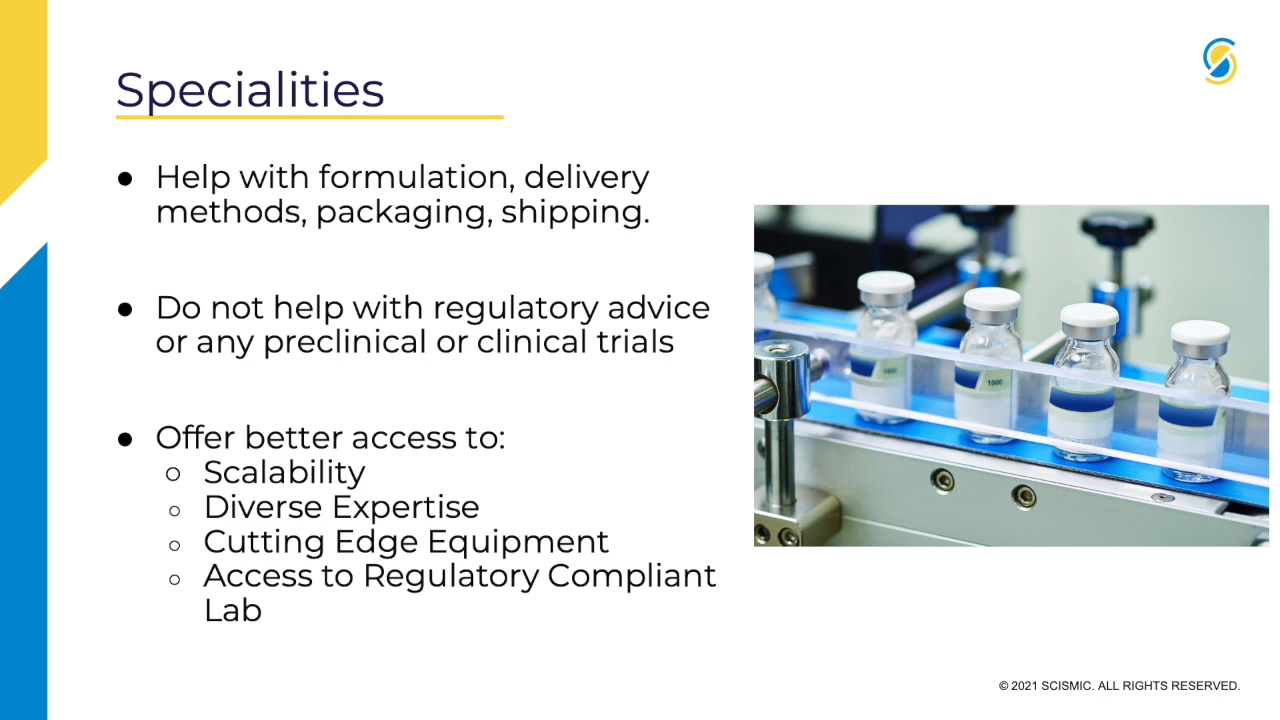 Specialities
● Help with formulation, delivery
methods, packaging, shipping.
● Do not help with regulatory advice
or any preclinical or clinical trials
● Offer better access to:
○ Scalability
○ Diverse Expertise
○ Cutting Edge Equipment
○ Access to Regulatory Compliant
Lab
1000
1000
© 2021 SCISMIC. ALL RIGHTS RESERVED.